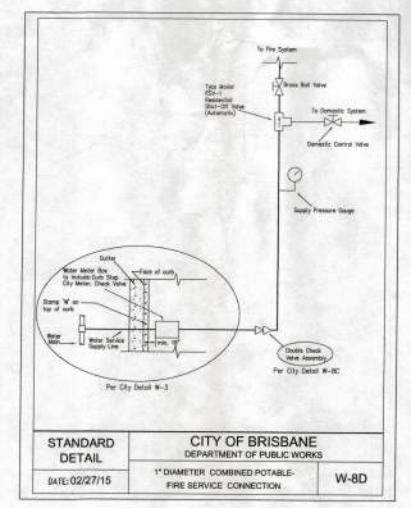 To Fire System
Brass Ball Valve
Tyco Model
RSV-1
Residential
Shut-Off Valve
(Automatic)
To Domestic System
Domestic Control Valve
Supply Pressure Gauge
Gutter
Face of curb
Water Meter Box
to Include: Curb Stop
City Meter, Check Valve
Stamp "W" on
top of curb
Water
Main
Water Service
Supply Line
min.
Per City Detail W-3
Double Check
Valve Assembly
Per City Detail W-8C
STANDARD
DETAIL
CITY OF BRISBANE
DEPARTMENT OF PUBLIC WORKS
DATE: 02/27/15
1" DIAMETER COMBINED POTABLE-
FIRE SERVICE CONNECTION
W-8D